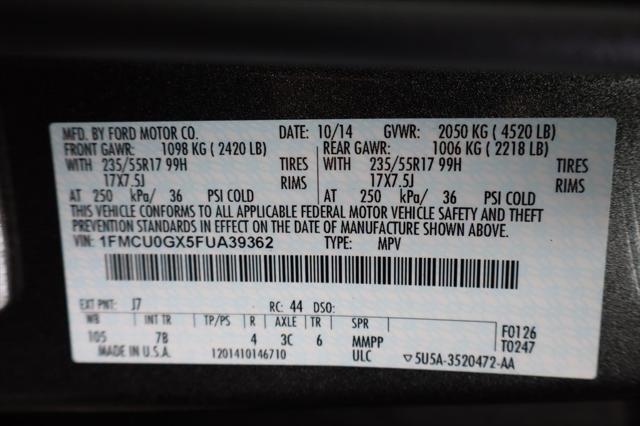 MFD. BY FORD MOTOR CO. DATE: 10/14 GVWR: 2050 KG ( 4520 LB)
FRONT GAWR: 1098 KG ( 2420 LB) REAR GAWR: 1006 KG ( 2218 LB)
WITH 235/55R17 99H TIRES WITH 235/55R17 99H TIRES
17X7.5J RIMS 17X7.5J RIMS
AT 250 kPa/ 36 PSI COLD AT 250 kPa/ 36 PSI COLD
THIS VEHICLE CONFORMS TO ALL APPLICABLE FEDERAL MOTOR VEHICLE SAFETY AND THEFT
PREVENTION STANDARDS IN EFFECT ON THE DATE OF MANUFACTURE SHOWN ABOVE.
VIN: 1FMCU0GX5FUA39362 TYPE: MPV
EXT PNT: J7 RC: 44 DSO:
WB INT TR TP/PS R AXLE TR SPR F0126
105 7B 4 3C 6 MMPP T0247
MADE IN U.S.A. 1201410146710 ULC ▽5U5A-3520472-AA